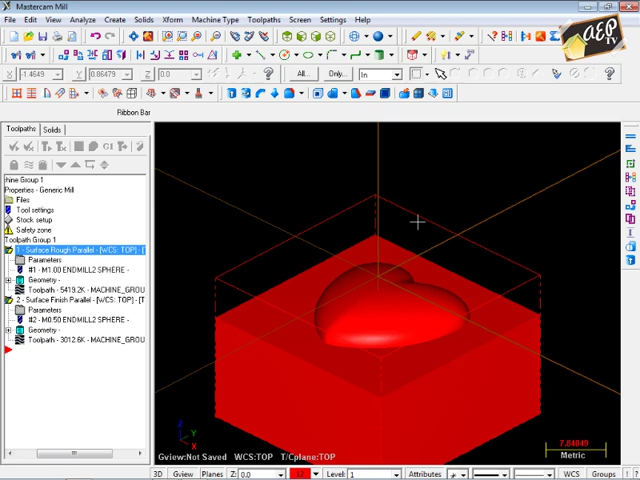 Mastercam Mill
File Edit View Analyze Create Solids Xform Machine Type Toolpaths Screen Settings Help
AEP TV
X -1.4649 Y 0.86479 Z 0.0 All... Only... In
Ribbon Bar
Toolpaths Solids
hine Group 1
Properties - Generic Mill
Files
Tool settings
Stock setup
Safety zone
Toolpath Group 1
1 - Surface Rough Parallel - [WCS: TOP] - [T
Parameters
#1 - M1.00 ENDMILL2 SPHERE -
Geometry -
Toolpath - 5419.2K - MACHINE_GROU
2 - Surface Finish Parallel - [WCS: TOP] - [T
Parameters
#2 - M0.50 ENDMILL2 SPHERE -
Geometry -
Toolpath - 3012.6K - MACHINE_GROU
Z
Y
X
7.84849
Metric
Gview:Not Saved WCS:TOP T/Cplane:TOP
3D Gview Planes Z: 0.0 12 Level: 1 Attributes WCS Groups